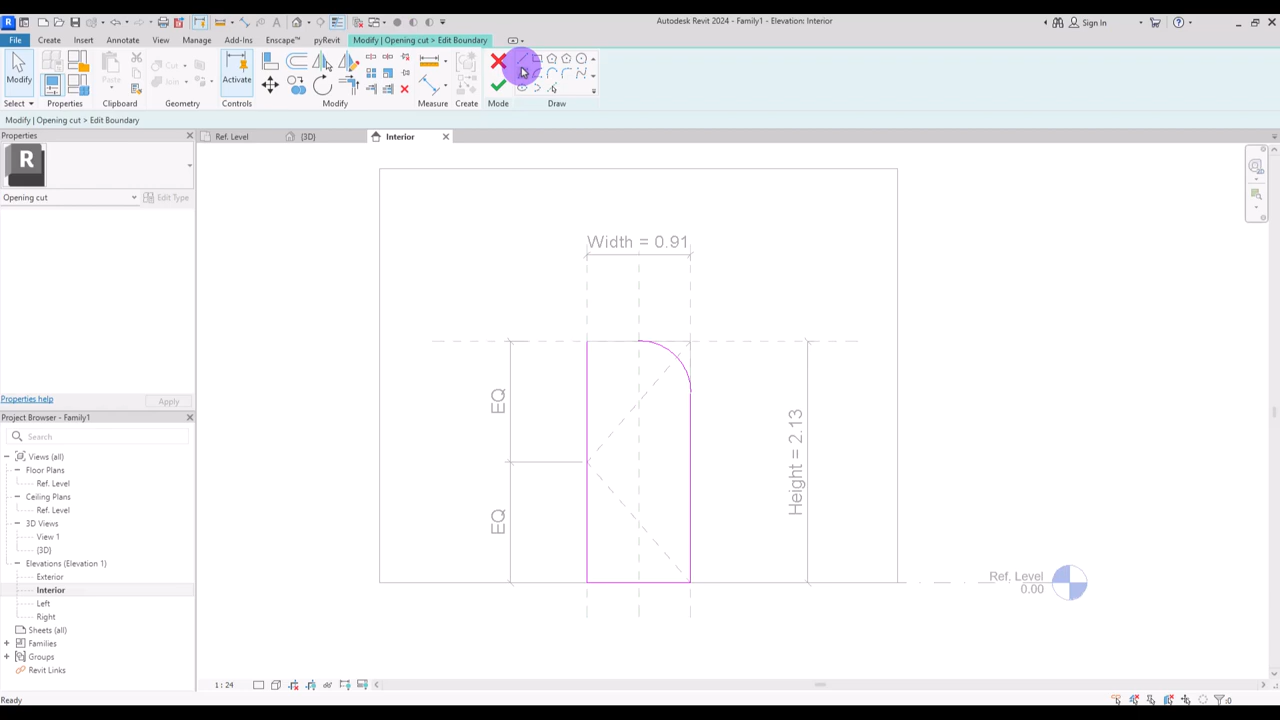 Autodesk Revit 2024 - Family1 - Elevation: Interior
Sign In
File Create Insert Annotate View Manage Add-Ins Enscape™ pyRevit Modify | Opening cut > Edit Boundary
Modify
Paste
Cut
Join
Activate
Select Properties Clipboard Geometry Controls Modify Measure Create Mode Draw
Modify | Opening cut > Edit Boundary
Properties
Ref. Level
{3D}
Interior
R
Opening cut
Edit Type
Properties help
Apply
Project Browser - Family1
Search
Views (all)
Floor Plans
Ref. Level
Ceiling Plans
Ref. Level
3D Views
View 1
{3D}
Elevations (Elevation 1)
Exterior
Interior
Left
Right
Sheets (all)
Families
Groups
Revit Links
Width = 0.91
EQ
EQ
Height = 2.13
Ref. Level
0.00
1 : 24
Ready
:0